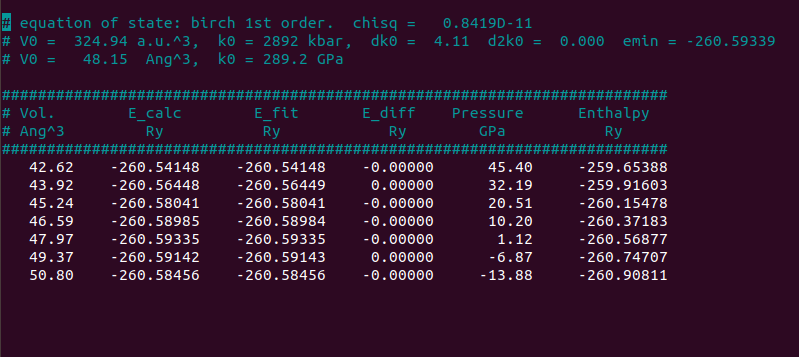 # equation of state: birch 1st order.  chisq =   0.8419D-11
# V0 =  324.94 a.u.^3,  k0 = 2892 kbar,  dk0 =  4.11  d2k0 =  0.000  emin = -260.59339
# V0 =   48.15  Ang^3,  k0 = 289.2 GPa
##########################################################################
# Vol.        E_calc        E_fit       E_diff    Pressure      Enthalpy
# Ang^3         Ry           Ry            Ry        GPa           Ry
##########################################################################
42.62    -260.54148    -260.54148    -0.00000      45.40    -259.65388
43.92    -260.56448    -260.56449     0.00000      32.19    -259.91603
45.24    -260.58041    -260.58041    -0.00000      20.51    -260.15478
46.59    -260.58985    -260.58984    -0.00000      10.20    -260.37183
47.97    -260.59335    -260.59335    -0.00000       1.12    -260.56877
49.37    -260.59142    -260.59143     0.00000      -6.87    -260.74707
50.80    -260.58456    -260.58456    -0.00000     -13.88    -260.90811